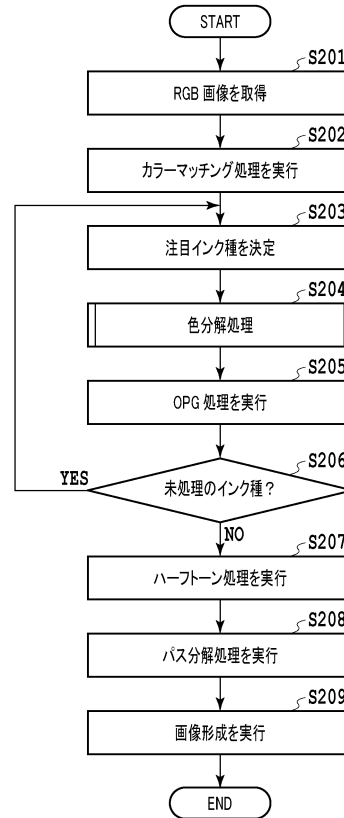 START
S201
RGB 画像を取得
S202
カラーマッチング処理を実行
S203
注目インク種を決定
S204
色分解処理
S205
OPG 処理を実行
S206
YES
未処理のインク種？
NO
S207
ハーフトーン処理を実行
S208
パス分解処理を実行
S209
画像形成を実行
END